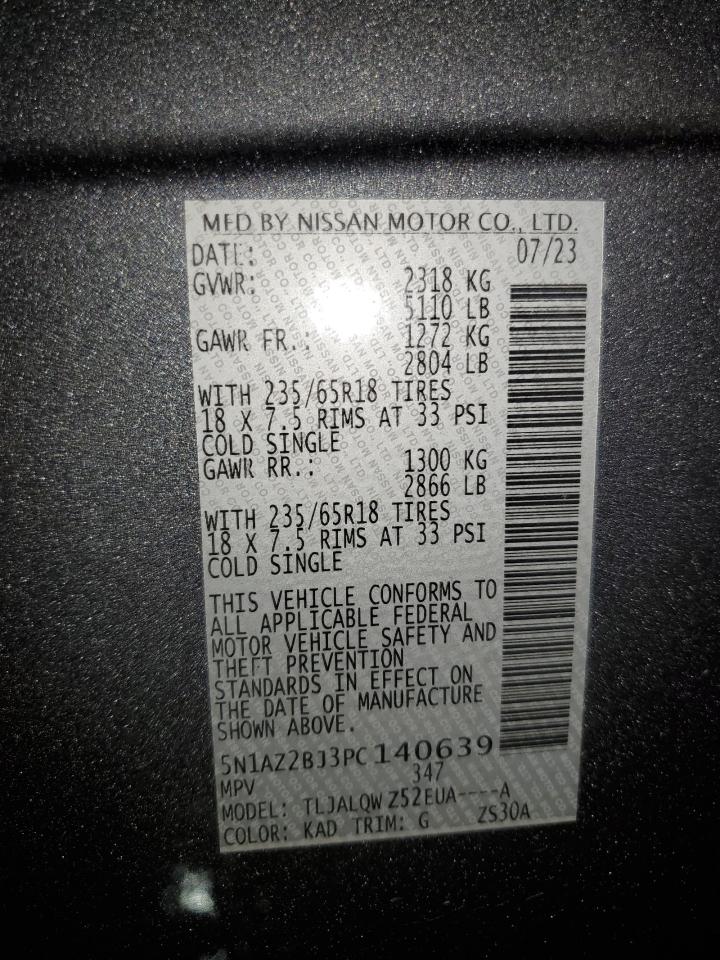 MFD BY NISSAN MOTOR CO., LTD.
DATE: 07/23
GVWR: 2318 KG
5110 LB
GAWR FR.: 1272 KG
2804 LB
WITH 235/65R18 TIRES
18 X 7.5 RIMS AT 33 PSI
COLD SINGLE
GAWR RR.: 1300 KG
2866 LB
WITH 235/65R18 TIRES
18 X 7.5 RIMS AT 33 PSI
COLD SINGLE
THIS VEHICLE CONFORMS TO
ALL APPLICABLE FEDERAL
MOTOR VEHICLE SAFETY AND
THEFT PREVENTION
STANDARDS IN EFFECT ON
THE DATE OF MANUFACTURE
SHOWN ABOVE.
5N1AZ2BJ3PC140639
MPV 347
MODEL: TLJALQW Z52EUA----A
COLOR: KAD TRIM: G ZS30A